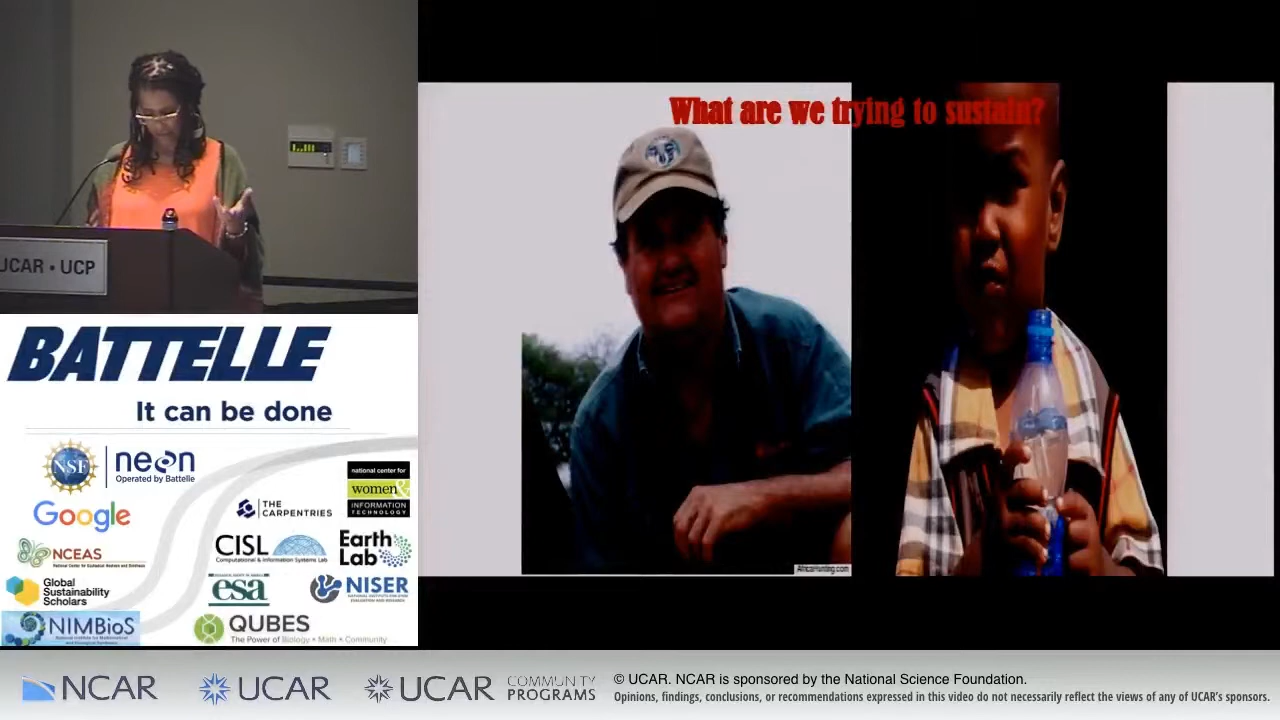 What are we trying to sustain?
AfricaHunting.com
UCAR • UCP
BATTELLE
It can be done
NSF
neon
Operated by Battelle
national center for
women&
INFORMATION
TECHNOLOGY
Google
THE
CARPENTRIES
NCEAS
CISL
Computational & Information Systems Lab
Earth
Lab
Global
Sustainability
Scholars
esa
NISER
NIMBioS
QUBES
The Power of Biology • Math • Community
NCAR
UCAR
UCAR
COMMUNITY
PROGRAMS
© UCAR. NCAR is sponsored by the National Science Foundation.
Opinions, findings, conclusions, or recommendations expressed in this video do not necessarily reflect the views of any of UCAR's sponsors.